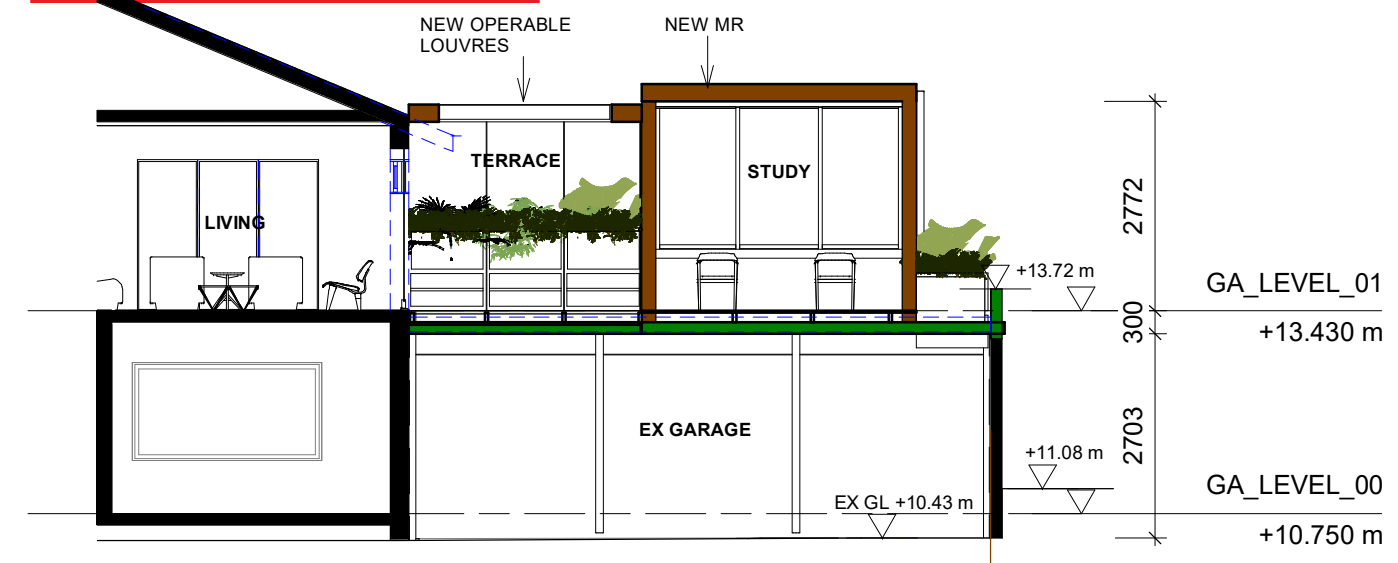 NEW OPERABLE
LOUVRES
NEW MR
TERRACE
STUDY
LIVING
2772
+13.72 m
GA_LEVEL_01
300
+13.430 m
EX GARAGE
2703
+11.08 m
GA_LEVEL_00
EX GL +10.43 m
+10.750 m